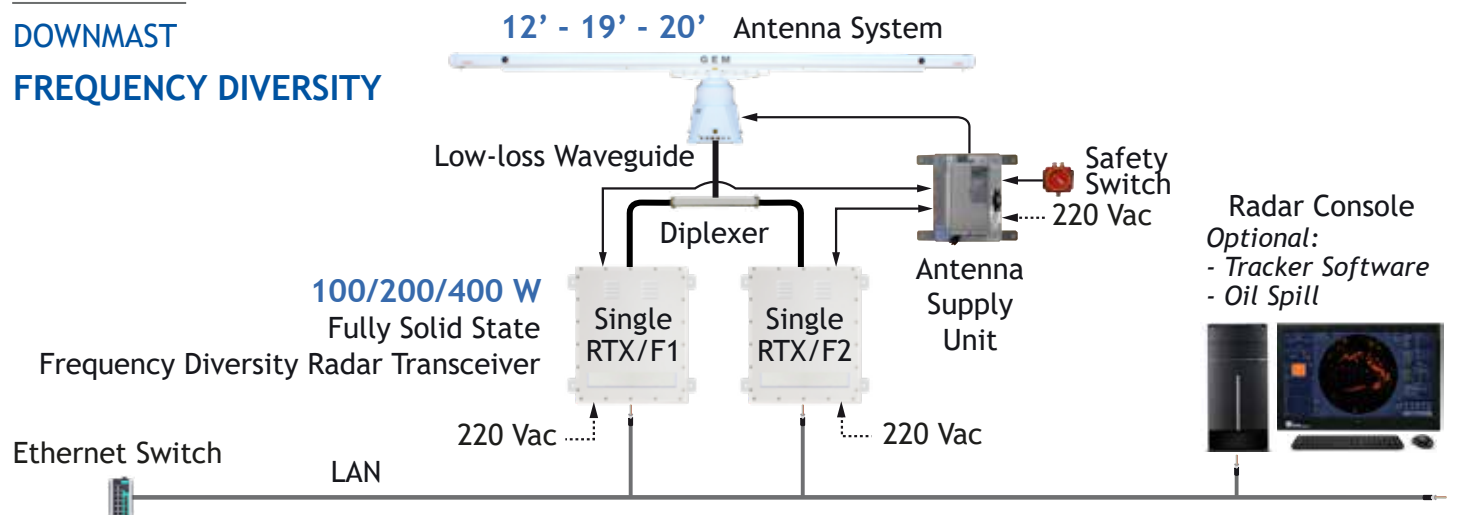 DOWNMAST
FREQUENCY DIVERSITY
12’ - 19’ - 20’ Antenna System
GEM
Low-loss Waveguide
Safety
Switch
220 Vac
Diplexer
Antenna
Supply
Unit
Radar Console
Optional:
- Tracker Software
- Oil Spill
100/200/400 W
Fully Solid State
Frequency Diversity Radar Transceiver
Single
RTX/F1
Single
RTX/F2
220 Vac
220 Vac
Ethernet Switch
LAN